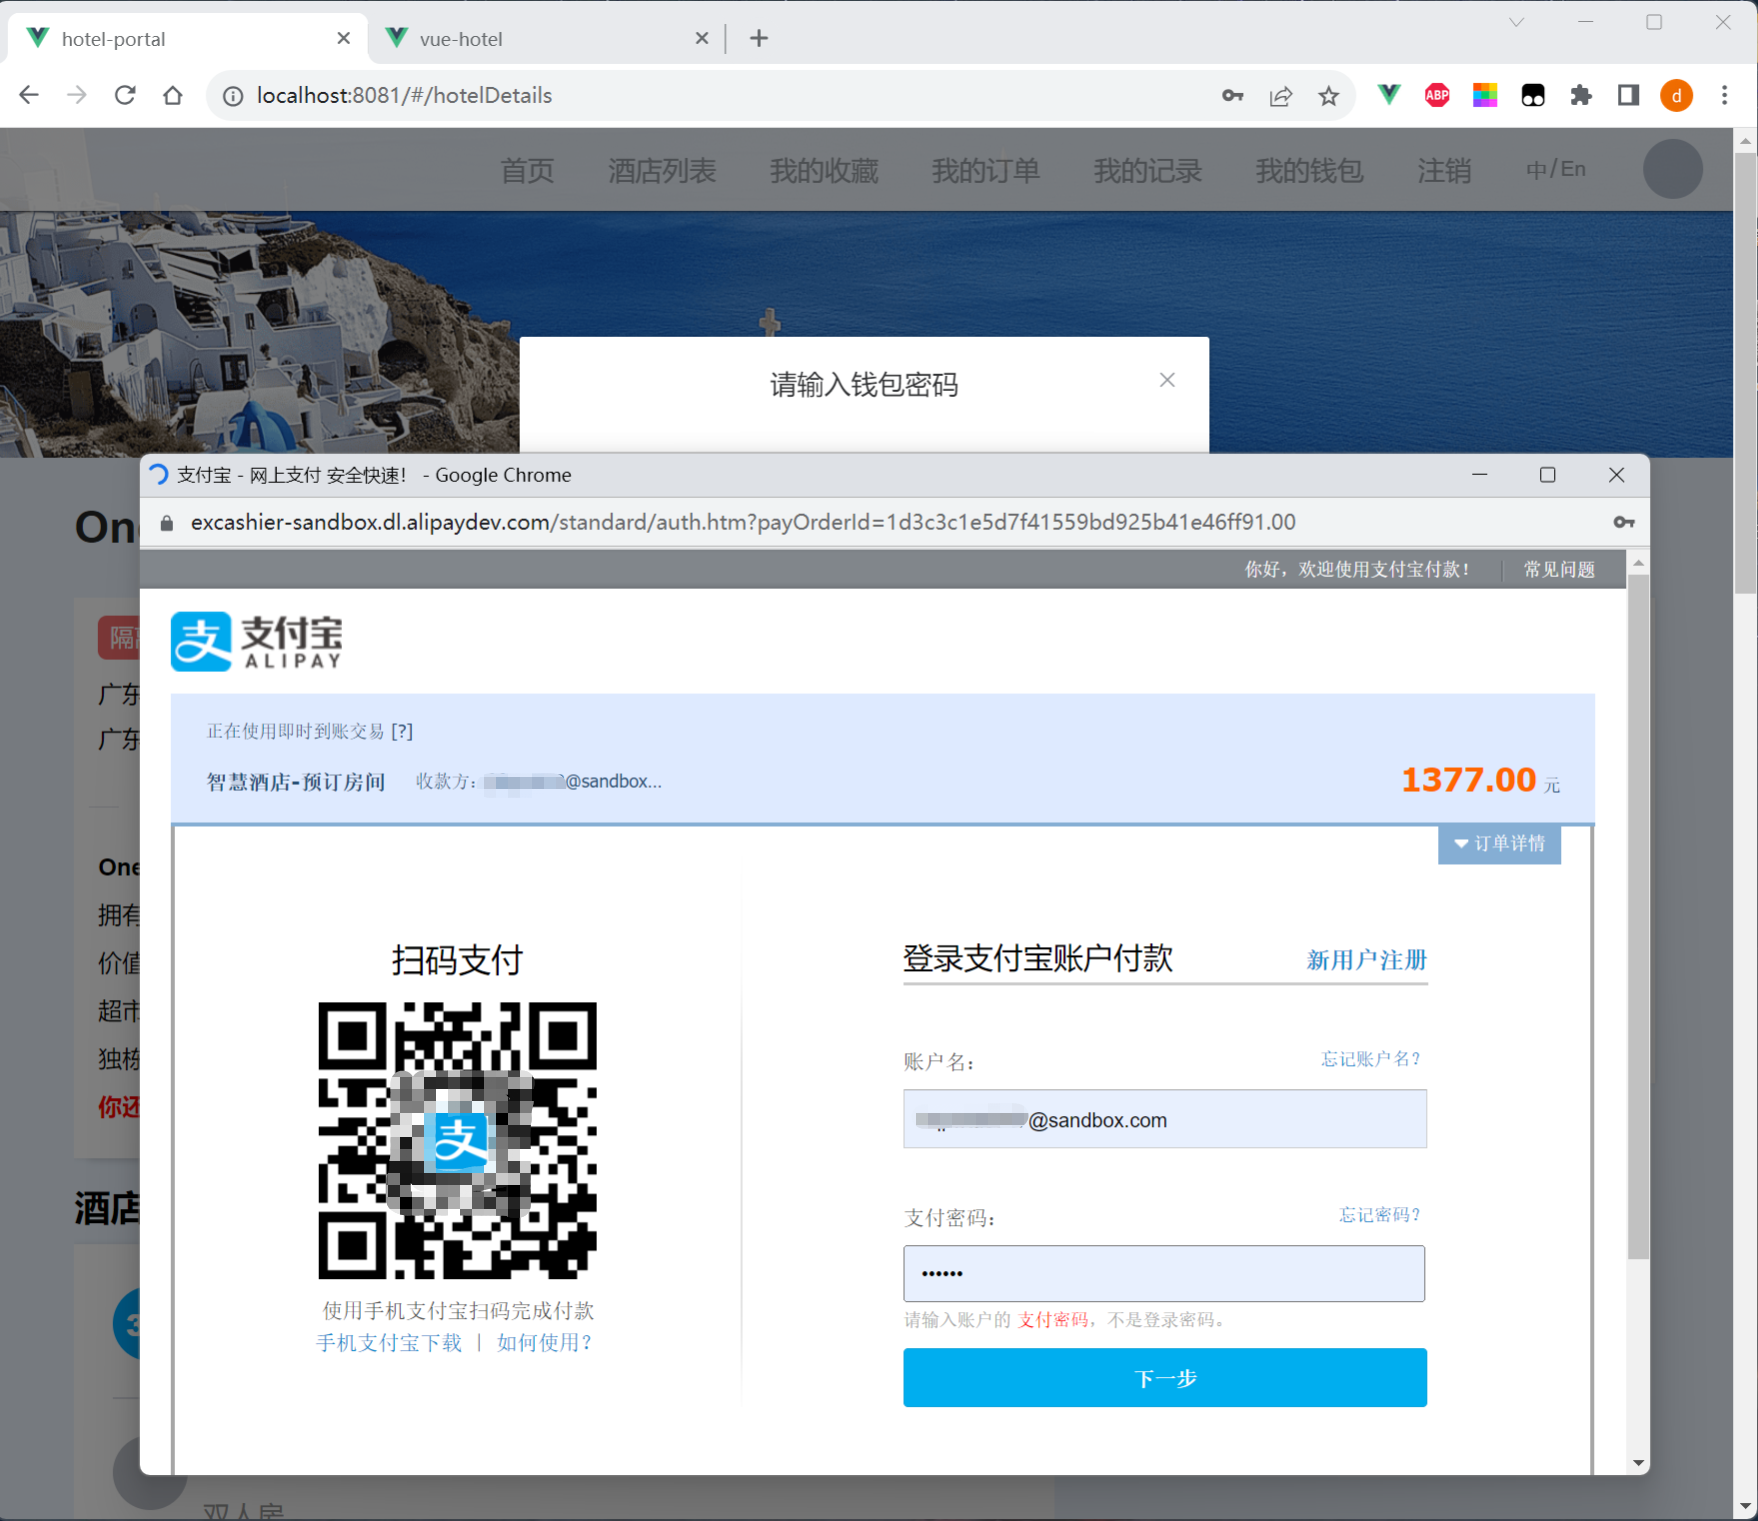 hotel-portal
vue-hotel
localhost:8081/#/hotelDetails
ABP
d
首页 酒店列表 我的收藏 我的订单 我的记录 我的钱包 注销 中/En
请输入钱包密码
支付宝 - 网上支付 安全快速! - Google Chrome
excashier-sandbox.dl.alipaydev.com/standard/auth.htm?payOrderId=1d3c3c1e5d7f41559bd925b41e46ff91.00
On
你好，欢迎使用支付宝付款！ 常见问题
隔
广东
广东
支 支付宝
ALIPAY
正在使用即时到账交易 [?]
智慧酒店-预订房间 收款方： @sandbox... 1377.00 元
订单详情
One
拥有
价值
超市
独栋
你还
酒店
3
扫码支付
支
使用手机支付宝扫码完成付款
手机支付宝下载 | 如何使用？
登录支付宝账户付款 新用户注册
账户名： 忘记账户名？
@sandbox.com
支付密码： 忘记密码？
••••••
请输入账户的 支付密码，不是登录密码。
下一步
双人房